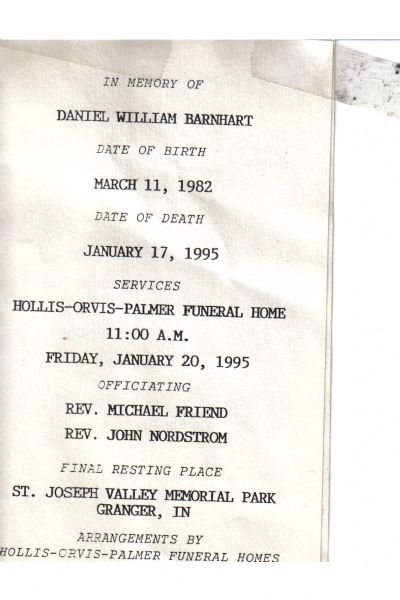 IN MEMORY OF
DANIEL WILLIAM BARNHART
DATE OF BIRTH
MARCH 11, 1982
DATE OF DEATH
JANUARY 17, 1995
SERVICES
HOLLIS-ORVIS-PALMER FUNERAL HOME
11:00 A.M.
FRIDAY, JANUARY 20, 1995
OFFICIATING
REV. MICHAEL FRIEND
REV. JOHN NORDSTROM
FINAL RESTING PLACE
ST. JOSEPH VALLEY MEMORIAL PARK
GRANGER, IN
ARRANGEMENTS BY
HOLLIS-ORVIS-PALMER FUNERAL HOMES